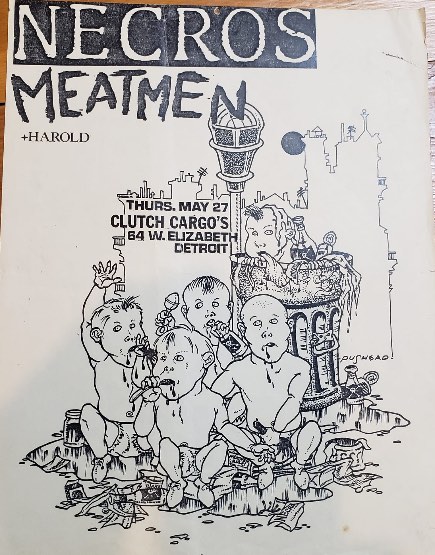 NECROS
MEATMEN
+HAROLD
THURS. MAY 27
CLUTCH CARGO'S
64 W. ELIZABETH
DETROIT
PUSHEAD